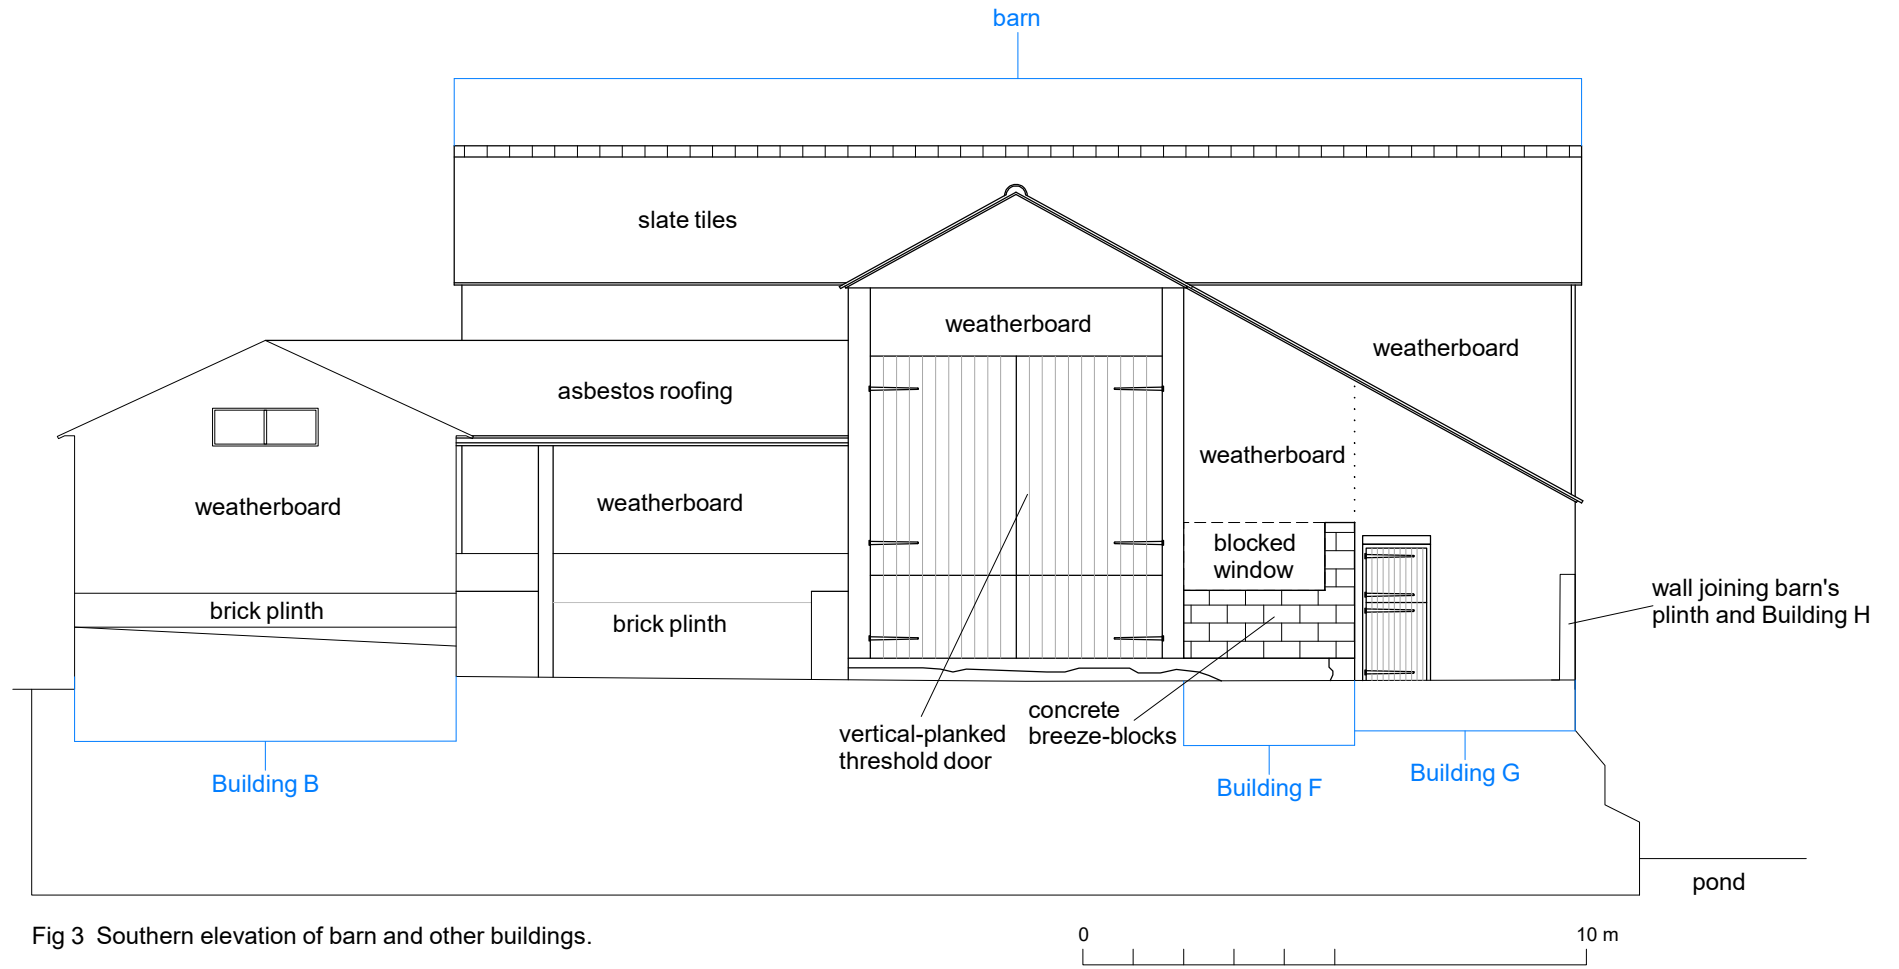 barn
slate tiles
weatherboard
weatherboard
asbestos roofing
weatherboard
weatherboard
weatherboard
blocked
window
brick plinth
brick plinth
wall joining barn's
plinth and Building H
vertical-planked
threshold door
concrete
breeze-blocks
Building B
Building F
Building G
pond
Fig 3 Southern elevation of barn and other buildings.
0
10 m